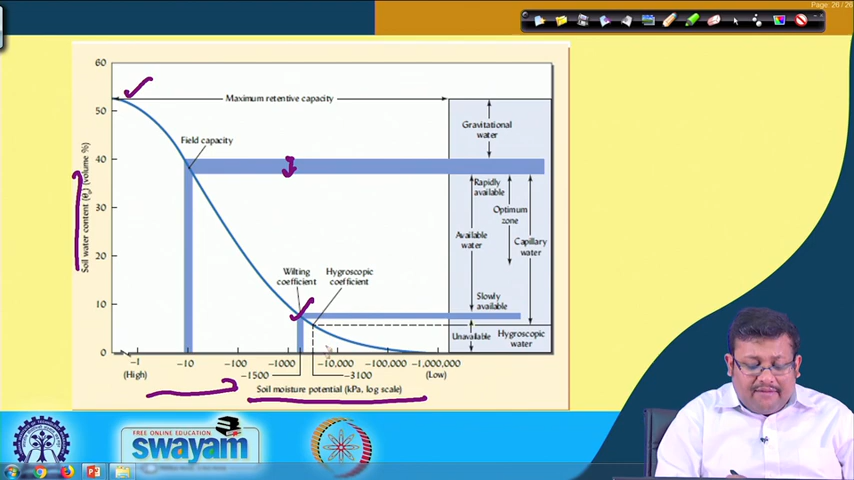 Page: 26 / 26
60
50
40
30
20
10
0
Soil water content (θ) (volume %)
Maximum retentive capacity
Field capacity
Wilting coefficient
Hygroscopic coefficient
Gravitational water
Rapidly available
Optimum zone
Available water
Capillary water
Slowly available
Unavailable
Hygroscopic water
−1
−10
−100
−1000
−10,000
−100,000
−1,000,000
(High)
−1500
−3100
(Low)
Soil moisture potential (kPa, log scale)
FREE ONLINE EDUCATION
swayam